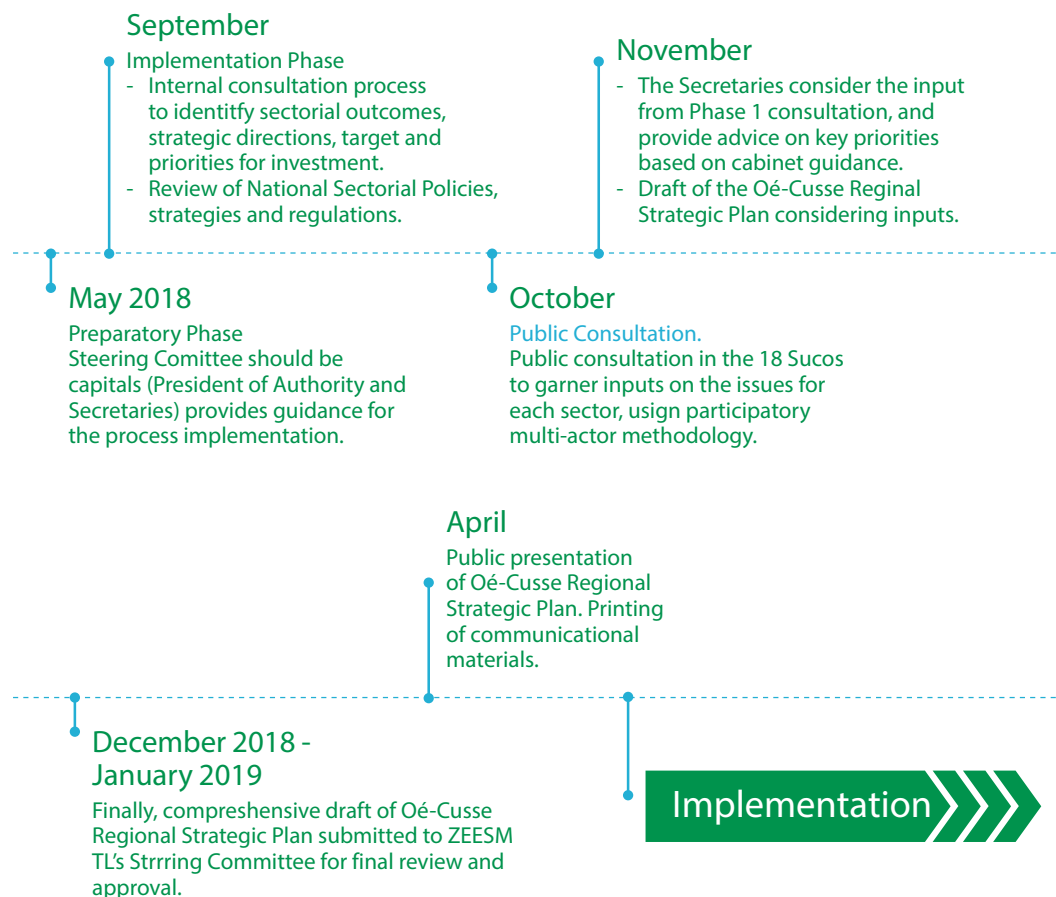 September
Implementation Phase
- Internal consultation process
to identitfy sectorial outcomes,
strategic directions, target and
priorities for investment.
- Review of National Sectorial Policies,
strategies and regulations.
November
- The Secretaries consider the input
from Phase 1 consultation, and
provide advice on key priorities
based on cabinet guidance.
- Draft of the Oé-Cusse Reginal
Strategic Plan considering inputs.
May 2018
Preparatory Phase
Steering Comittee should be
capitals (President of Authority and
Secretaries) provides guidance for
the process implementation.
October
Public Consultation.
Public consultation in the 18 Sucos
to garner inputs on the issues for
each sector, usign participatory
multi-actor methodology.
April
Public presentation
of Oé-Cusse Regional
Strategic Plan. Printing
of communicational
materials.
December 2018 -
January 2019
Finally, compreshensive draft of Oé-Cusse
Regional Strategic Plan submitted to ZEESM
TL's Strrring Committee for final review and
approval.
Implementation